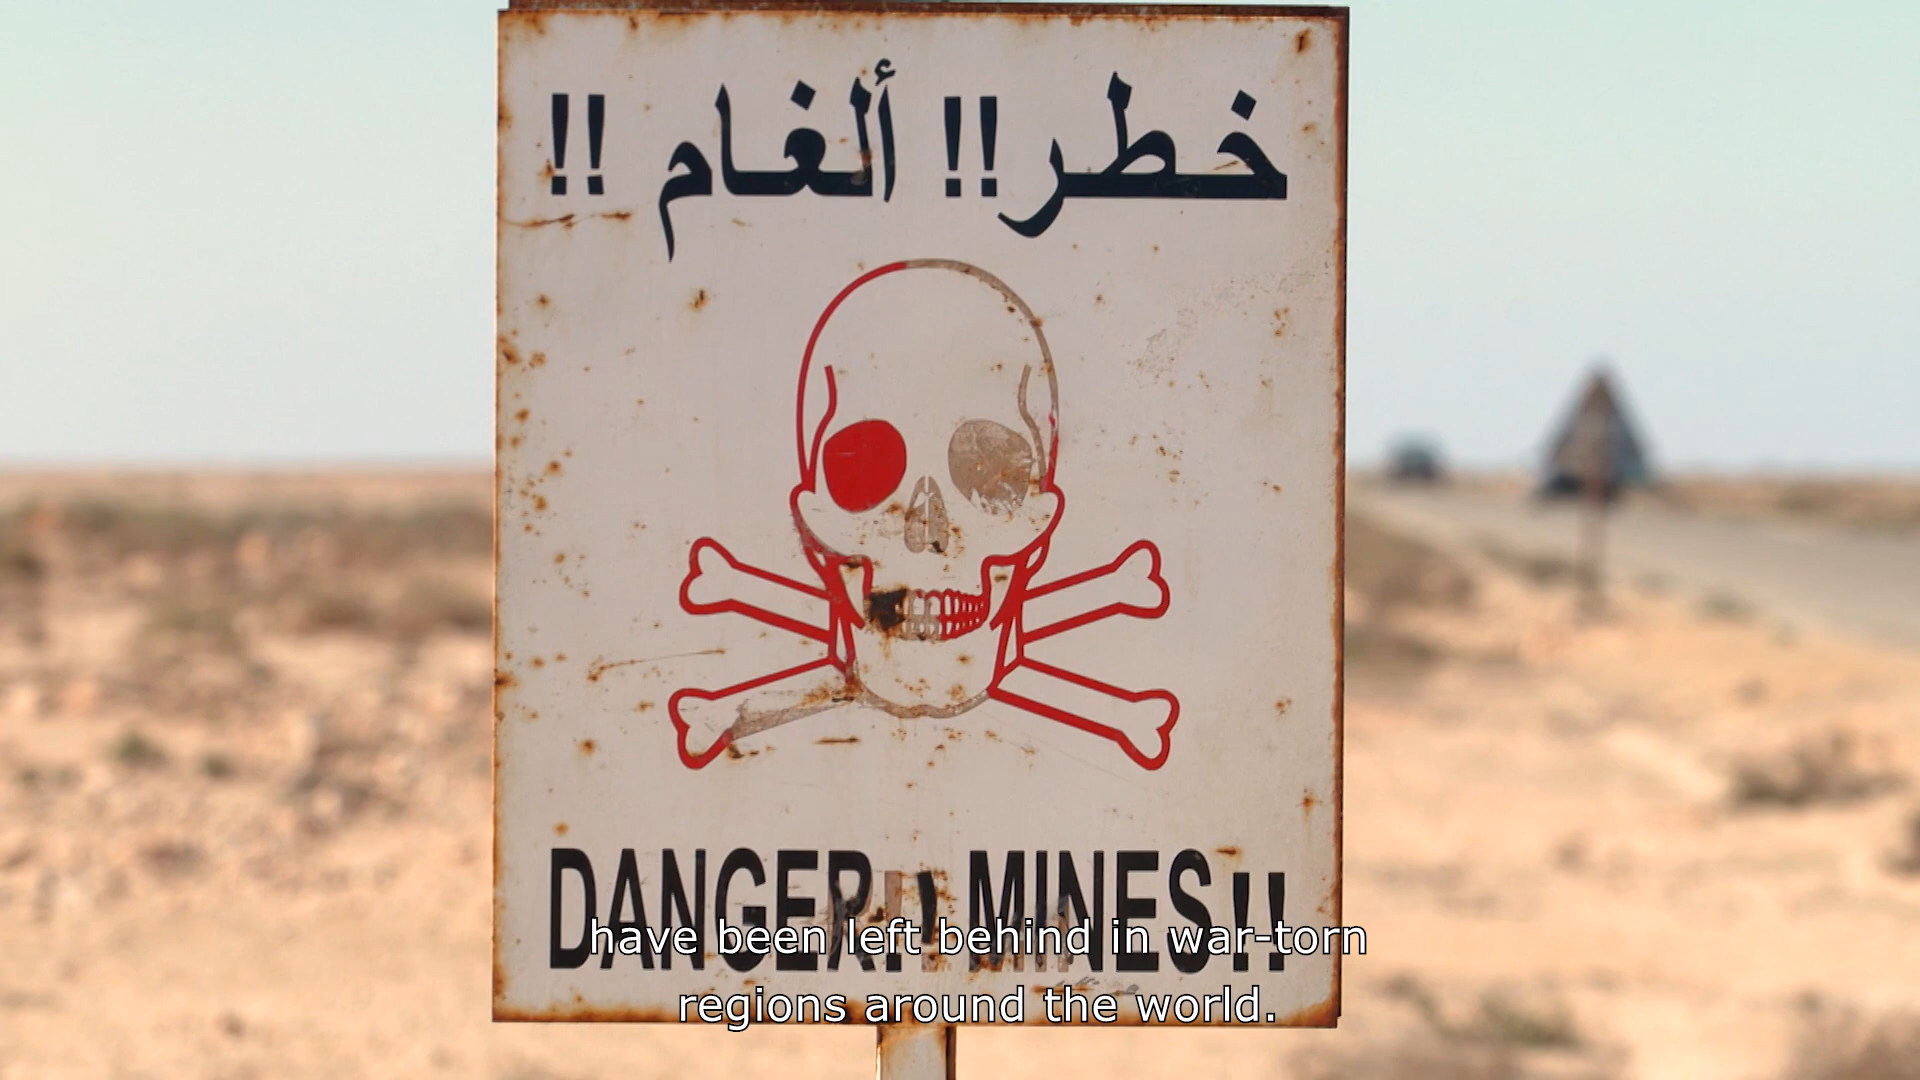 خطر!! ألغام !!
DANGER!! MINES!!
have been left behind in war-torn
regions around the world.